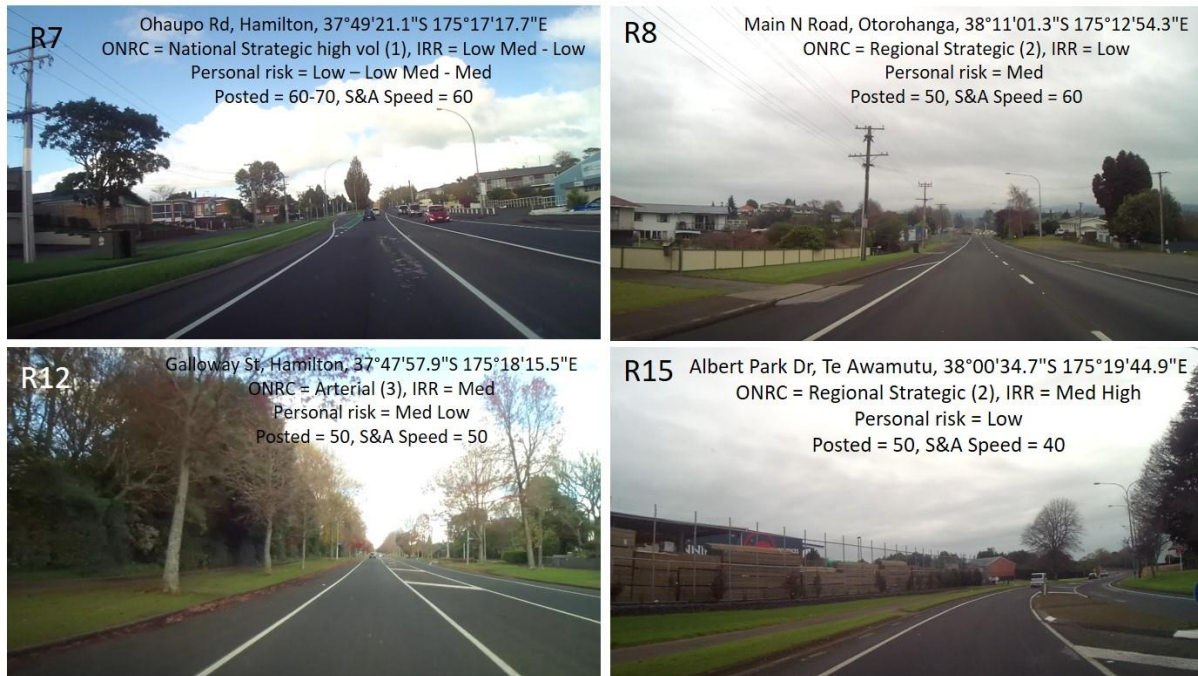 R7
Ohaupo Rd, Hamilton, 37°49'21.1"S 175°17'17.7"E
ONRC = National Strategic high vol (1), IRR = Low Med - Low
Personal risk = Low – Low Med - Med
Posted = 60-70, S&A Speed = 60
R8
Main N Road, Otorohanga, 38°11'01.3"S 175°12'54.3"E
ONRC = Regional Strategic (2), IRR = Low
Personal risk = Med
Posted = 50, S&A Speed = 60
R12
Galloway St, Hamilton, 37°47'57.9"S 175°18'15.5"E
ONRC = Arterial (3), IRR = Med
Personal risk = Med Low
Posted = 50, S&A Speed = 50
R15
Albert Park Dr, Te Awamutu, 38°00'34.7"S 175°19'44.9"E
ONRC = Regional Strategic (2), IRR = Med High
Personal risk = Low
Posted = 50, S&A Speed = 40